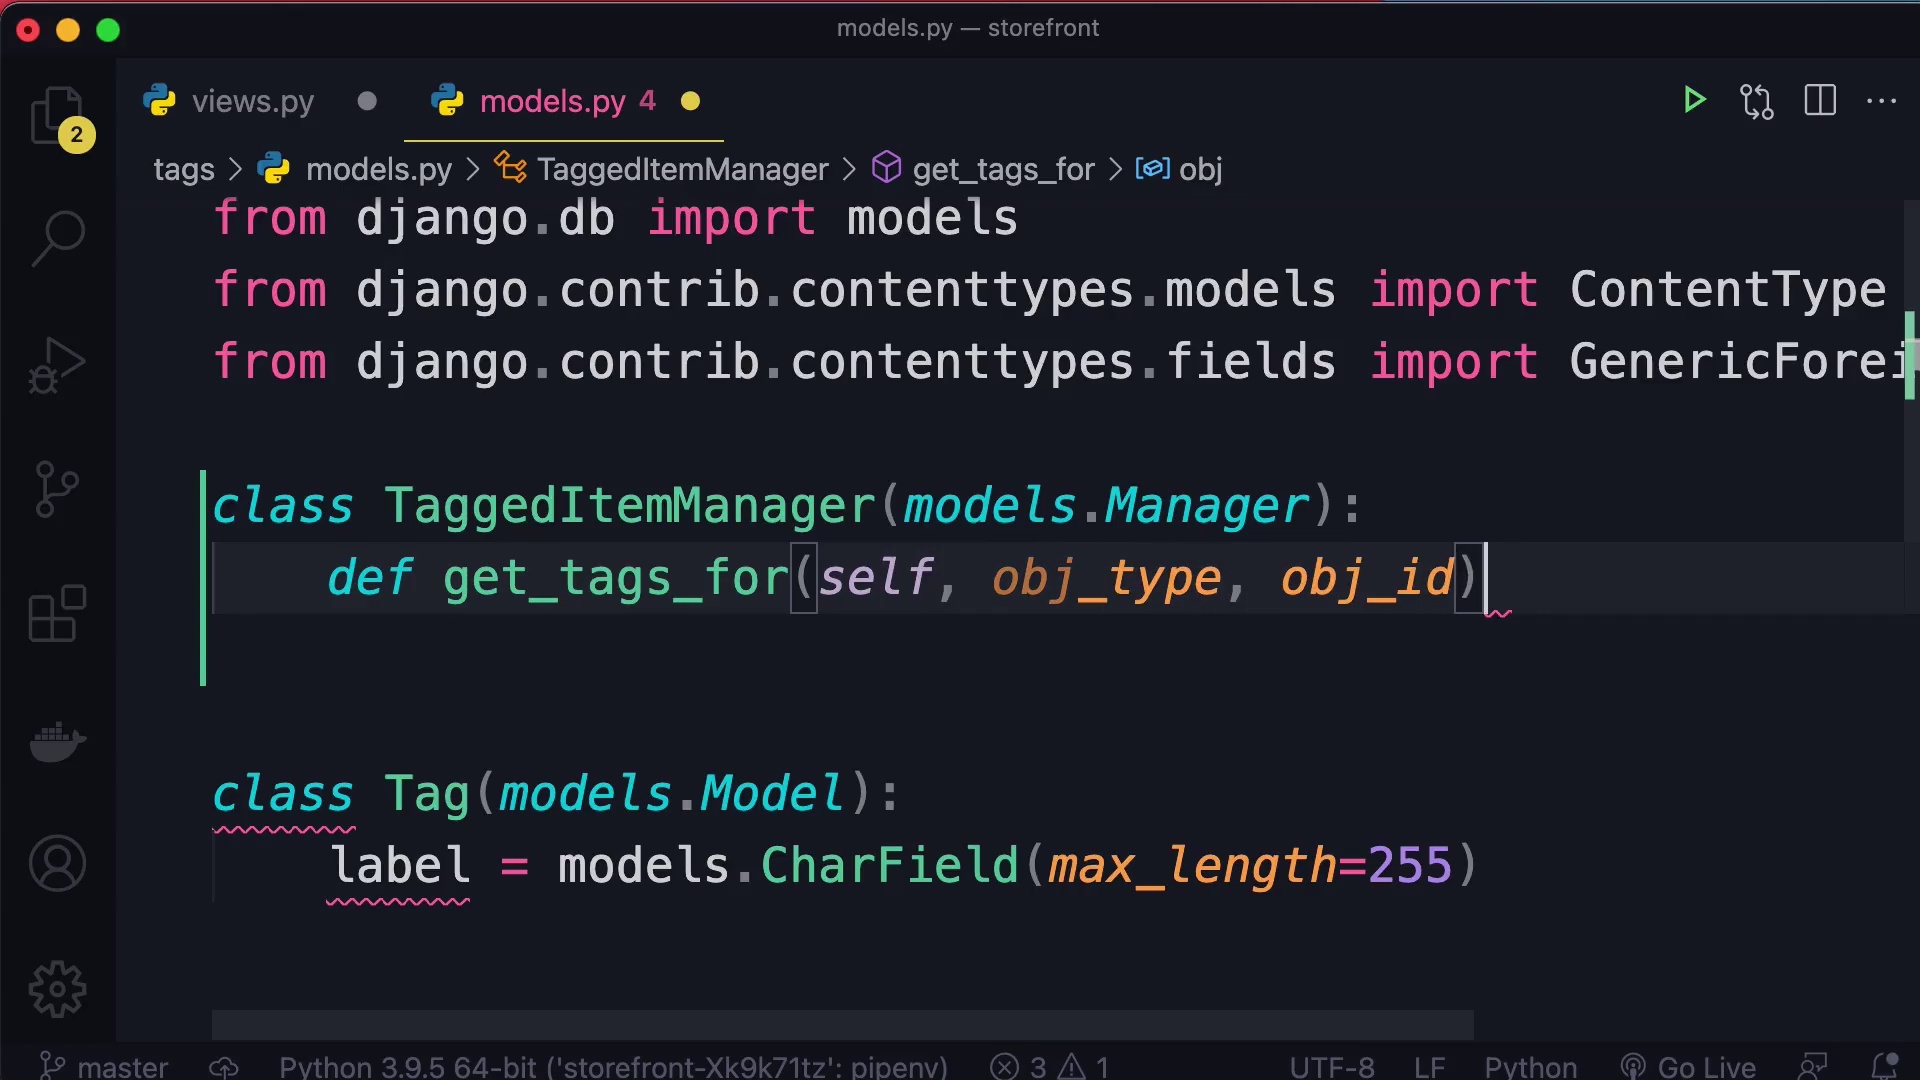 models.py — storefront
views.py
models.py 4
2
tags > models.py > TaggedItemManager > get_tags_for > obj
from django.db import models
from django.contrib.contenttypes.models import ContentType
from django.contrib.contenttypes.fields import GenericForei
class TaggedItemManager(models.Manager):
def get_tags_for(self, obj_type, obj_id)
class Tag(models.Model):
label = models.CharField(max_length=255)
master Python 3.9.5 64-bit ('storefront-Xk9k71tz': pipenv) 3 1 UTF-8 LF Python Go Live